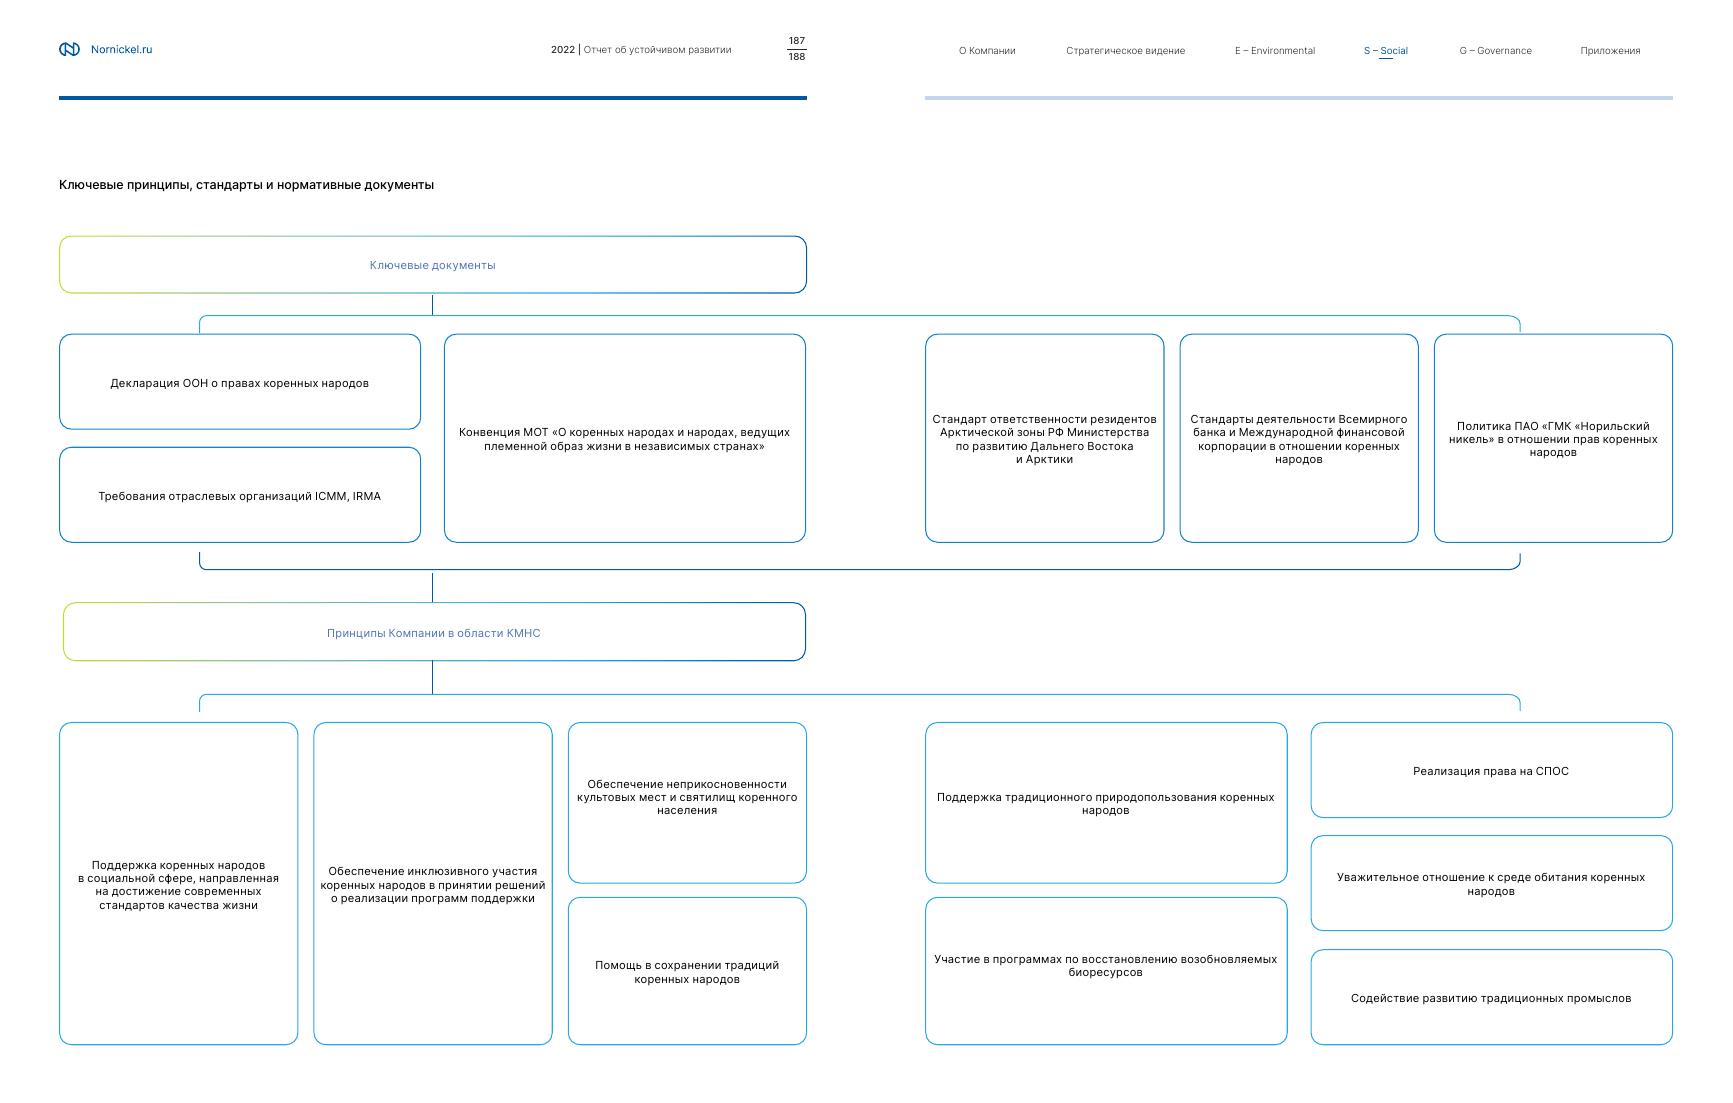 Nornickel.ru
2022 | Отчет об устойчивом развитии
187
188
О Компании
Стратегическое видение
E – Environmental
S – Social
G – Governance
Приложения
Ключевые принципы, стандарты и нормативные документы
Ключевые документы
Декларация ООН о правах коренных народов
Требования отраслевых организаций ICMM, IRMA
Конвенция МОТ «О коренных народах и народах, ведущих
племенной образ жизни в независимых странах»
Стандарт ответственности резидентов
Арктической зоны РФ Министерства
по развитию Дальнего Востока
и Арктики
Стандарты деятельности Всемирного
банка и Международной финансовой
корпорации в отношении коренных
народов
Политика ПАО «ГМК «Норильский
никель» в отношении прав коренных
народов
Принципы Компании в области КМНС
Поддержка коренных народов
в социальной сфере, направленная
на достижение современных
стандартов качества жизни
Обеспечение инклюзивного участия
коренных народов в принятии решений
о реализации программ поддержки
Обеспечение неприкосновенности
культовых мест и святилищ коренного
населения
Помощь в сохранении традиций
коренных народов
Поддержка традиционного природопользования коренных
народов
Участие в программах по восстановлению возобновляемых
биоресурсов
Реализация права на СПОС
Уважительное отношение к среде обитания коренных
народов
Содействие развитию традиционных промыслов